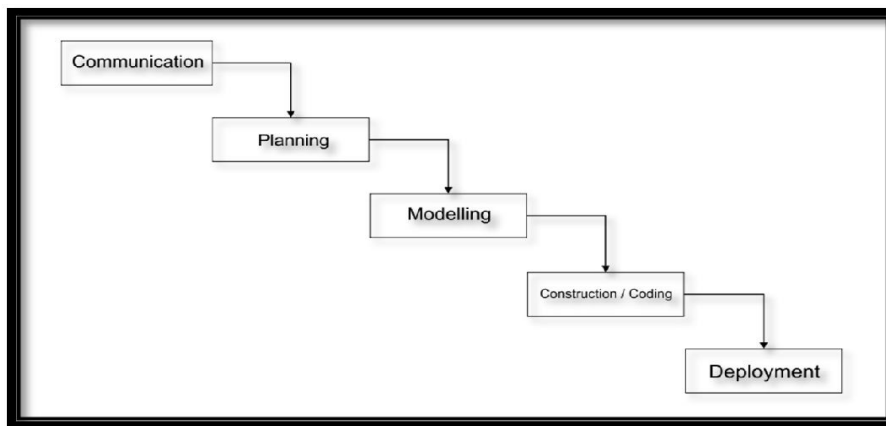 Communication
Planning
Modelling
Construction / Coding
Deployment